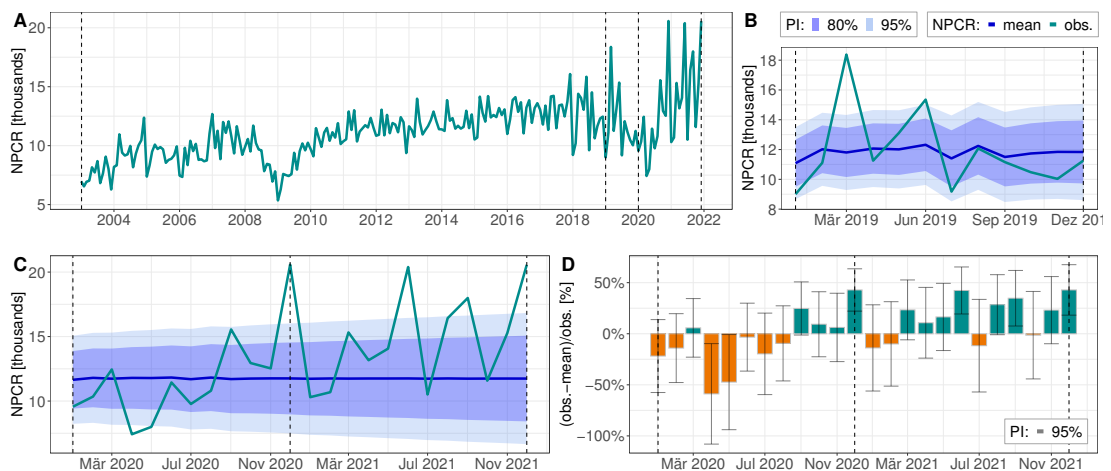 A
NPCR [thousands]
20
15
10
5
2004 2006 2008 2010 2012 2014 2016 2018 2020 2022
PI: 80% 95% NPCR: mean obs.
B
NPCR [thousands]
18
16
14
12
10
8
Mär 2019 Jun 2019 Sep 2019 Dez 201
C
NPCR [thousands]
20
15
10
Mär 2020 Jul 2020 Nov 2020 Mär 2021 Jul 2021 Nov 2021
D
(obs.−mean)/obs. [%]
50%
0%
−50%
−100%
PI: 95%
Mär 2020 Jul 2020 Nov 2020 Mär 2021 Jul 2021 Nov 2021